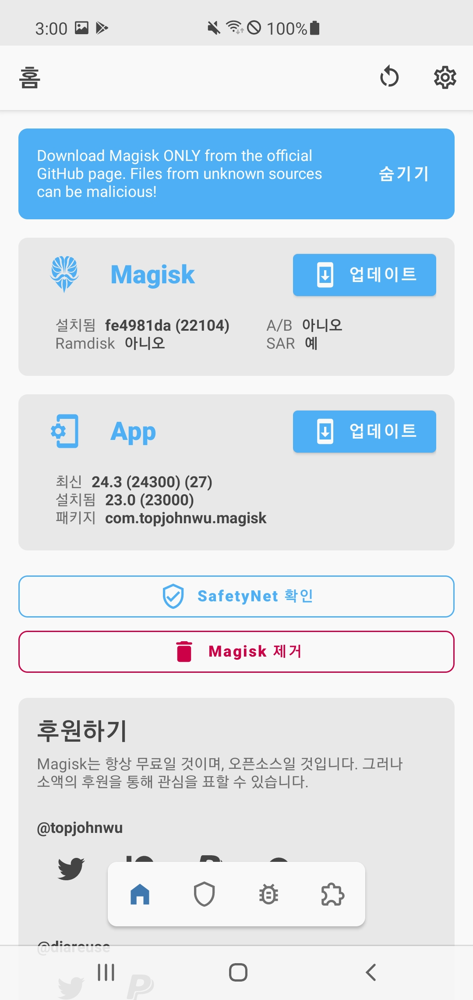 3:00 100%
홈
Download Magisk ONLY from the official
GitHub page. Files from unknown sources
can be malicious!
숨기기
Magisk 업데이트
설치됨 fe4981da (22104) A/B 아니오
Ramdisk 아니오 SAR 예
App 업데이트
최신 24.3 (24300) (27)
설치됨 23.0 (23000)
패키지 com.topjohnwu.magisk
SafetyNet 확인
Magisk 제거
후원하기
Magisk는 항상 무료일 것이며, 오픈소스일 것입니다. 그러나
소액의 후원을 통해 관심을 표할 수 있습니다.
@topjohnwu
@diareuse